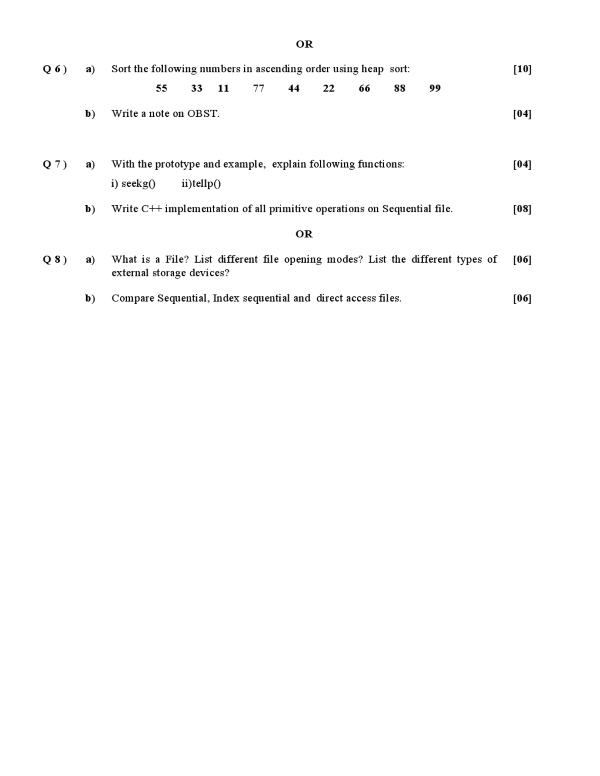 OR
Q 6 ) a) Sort the following numbers in ascending order using heap sort: [10]
55 33 11 77 44 22 66 88 99
b) Write a note on OBST. [04]
Q 7 ) a) With the prototype and example, explain following functions: [04]
i) seekg() ii)tellp()
b) Write C++ implementation of all primitive operations on Sequential file. [08]
OR
Q 8 ) a) What is a File? List different file opening modes? List the different types of [06]
external storage devices?
b) Compare Sequential, Index sequential and direct access files. [06]